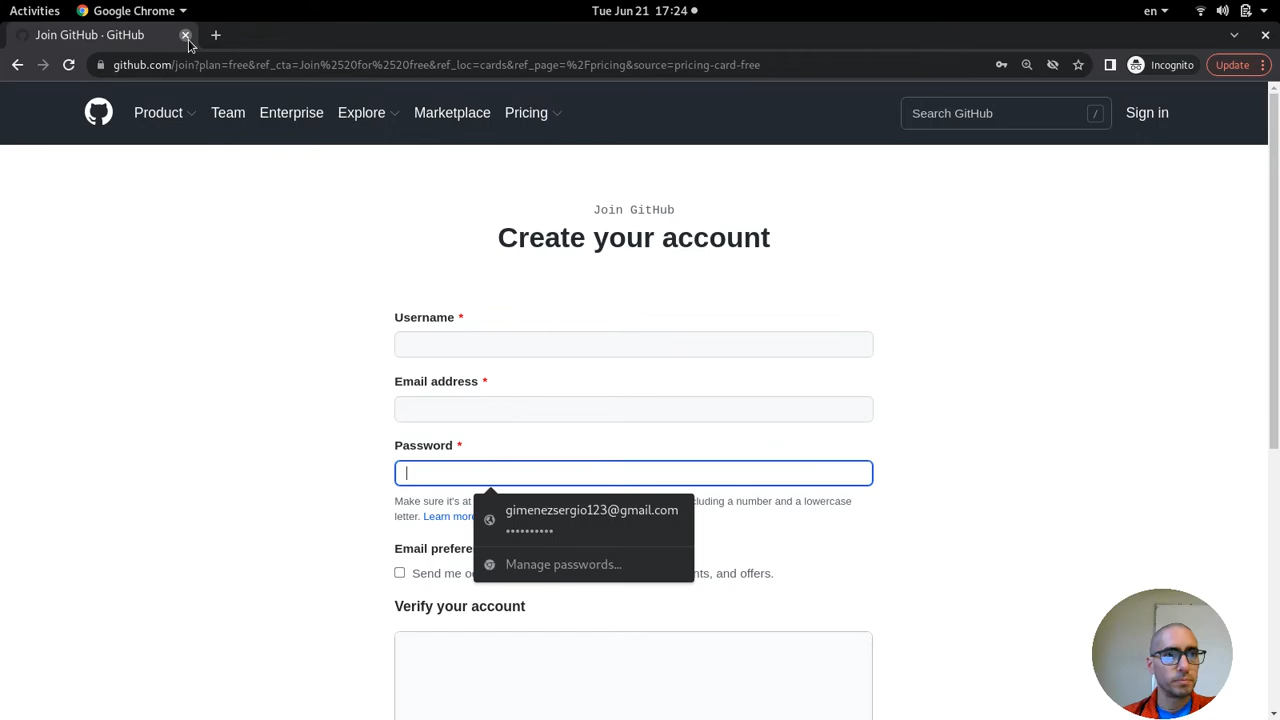 Activities Google Chrome Tue Jun 21 17:24 en
Join GitHub · GitHub
github.com/join?plan=free&ref_cta=Join%2520for%2520free&ref_loc=cards&ref_page=%2Fpricing&source=pricing-card-free Incognito Update
Product Team Enterprise Explore Marketplace Pricing Search GitHub / Sign in
Join GitHub
Create your account
Username *
Email address *
Password *
Make sure it's at cluding a number and a lowercase
letter. Learn more
gimenezsergio123@gmail.com
••••••••••
Manage passwords...
Email prefere
Send me o nts, and offers.
Verify your account